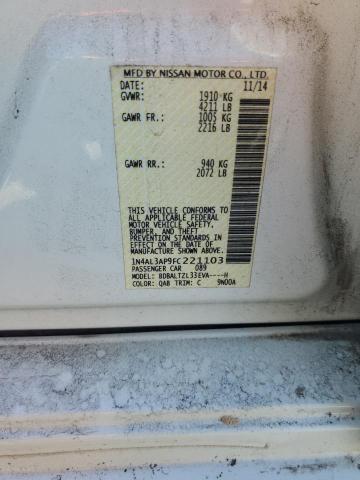 MFD BY NISSAN MOTOR CO., LTD.
DATE: 11/14
GVWR: 1910 KG
4211 LB
GAWR FR: 1005 KG
2216 LB
GAWR RR: 940 KG
2072 LB
THIS VEHICLE CONFORMS TO ALL
APPLICABLE FEDERAL MOTOR
VEHICLE SAFETY,
BUMPER, AND THEFT
PREVENTION STANDARDS
IN EFFECT ON THE DATE OF
MANUFACTURE SHOWN ABOVE.
1N4AL3AP9FC221103
PASSENGER CAR 089
MODEL: BDBALTZL33EVA----H
COLOR: QAB TRIM: C 9N00A